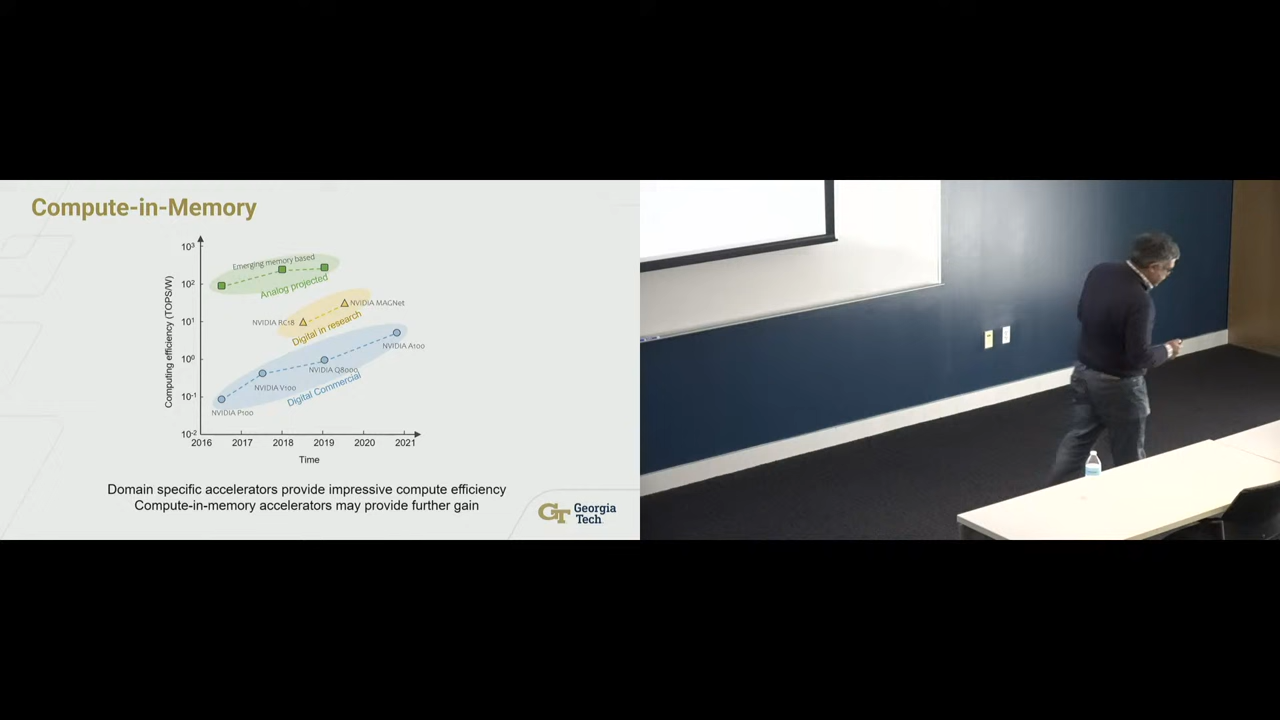 Compute-in-Memory
10³
10²
10¹
10⁰
10⁻¹
10⁻²
Computing efficiency (TOPS/W)
Emerging memory based
Analog projected
NVIDIA MAGNet
NVIDIA RC18
Digital in research
NVIDIA A100
NVIDIA Q8000
NVIDIA V100
Digital Commercial
NVIDIA P100
2016 2017 2018 2019 2020 2021
Time
Domain specific accelerators provide impressive compute efficiency
Compute-in-memory accelerators may provide further gain
GT Georgia
Tech